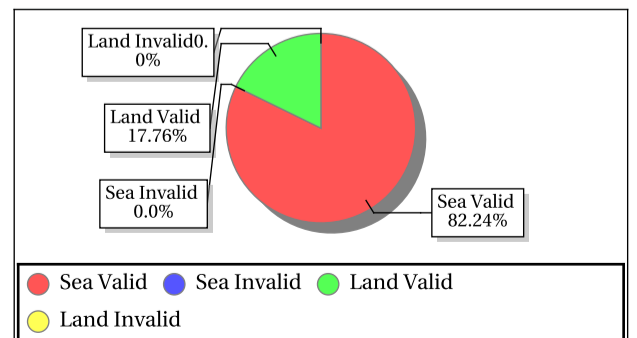 Land Invalid0.
0%
Land Valid
17.76%
Sea Invalid
0.0%
Sea Valid
82.24%
Sea Valid Sea Invalid Land Valid
Land Invalid